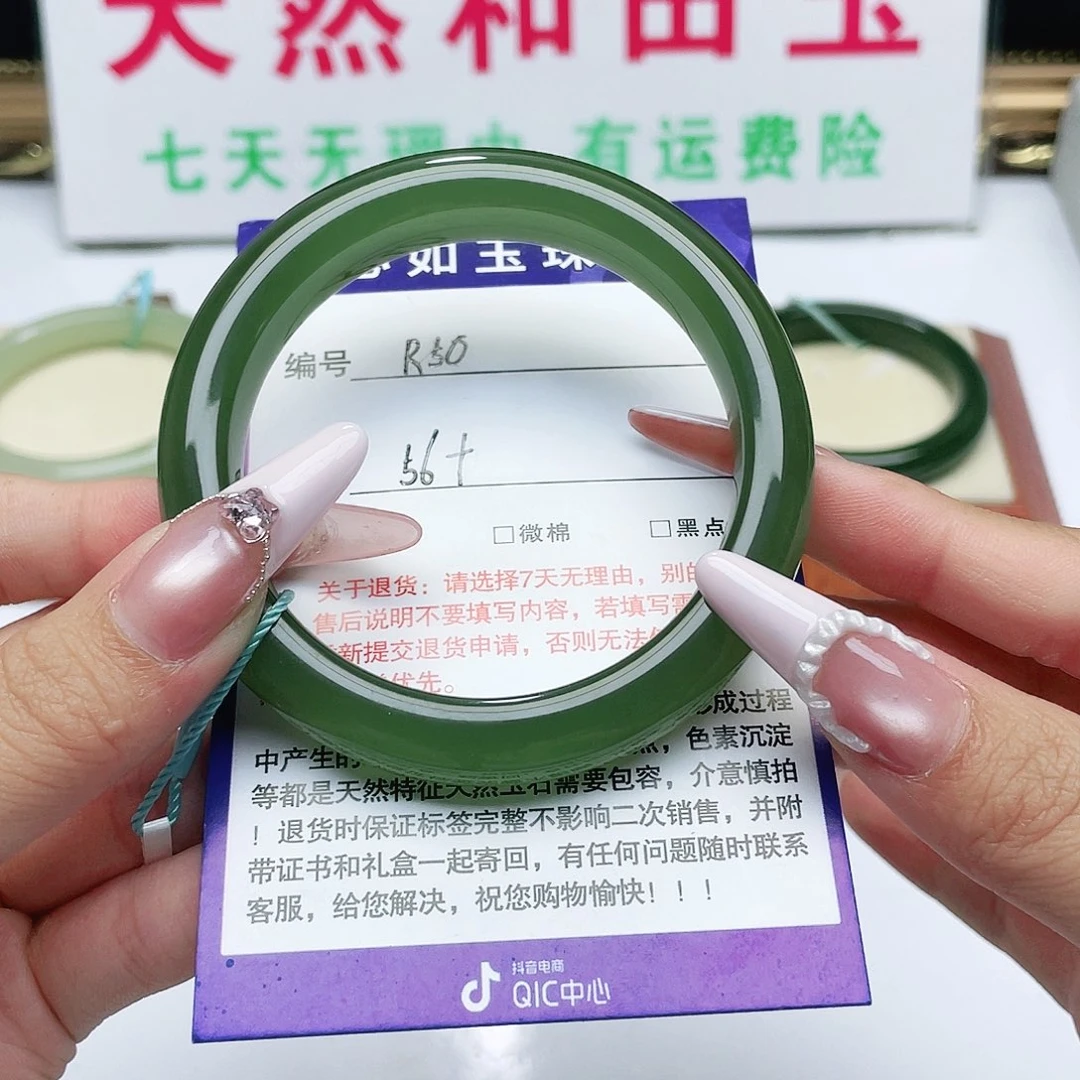 天然和田玉
七天无理由 有运费险
如玉珠
编号 R50
56+
□微棉 □黑点
关于退货：请选择7天无理由，别的
售后说明不要填写内容，若填写需
新提交退货申请，否则无法
优先。
形成过程
中产生的 点，色素沉淀
等都是天然特征天然玉石需要包容，介意慎拍
！退货时保证标签完整不影响二次销售，并附
带证书和礼盒一起寄回，有任何问题随时联系
客服，给您解决，祝您购物愉快！！！
抖音电商
QIC中心